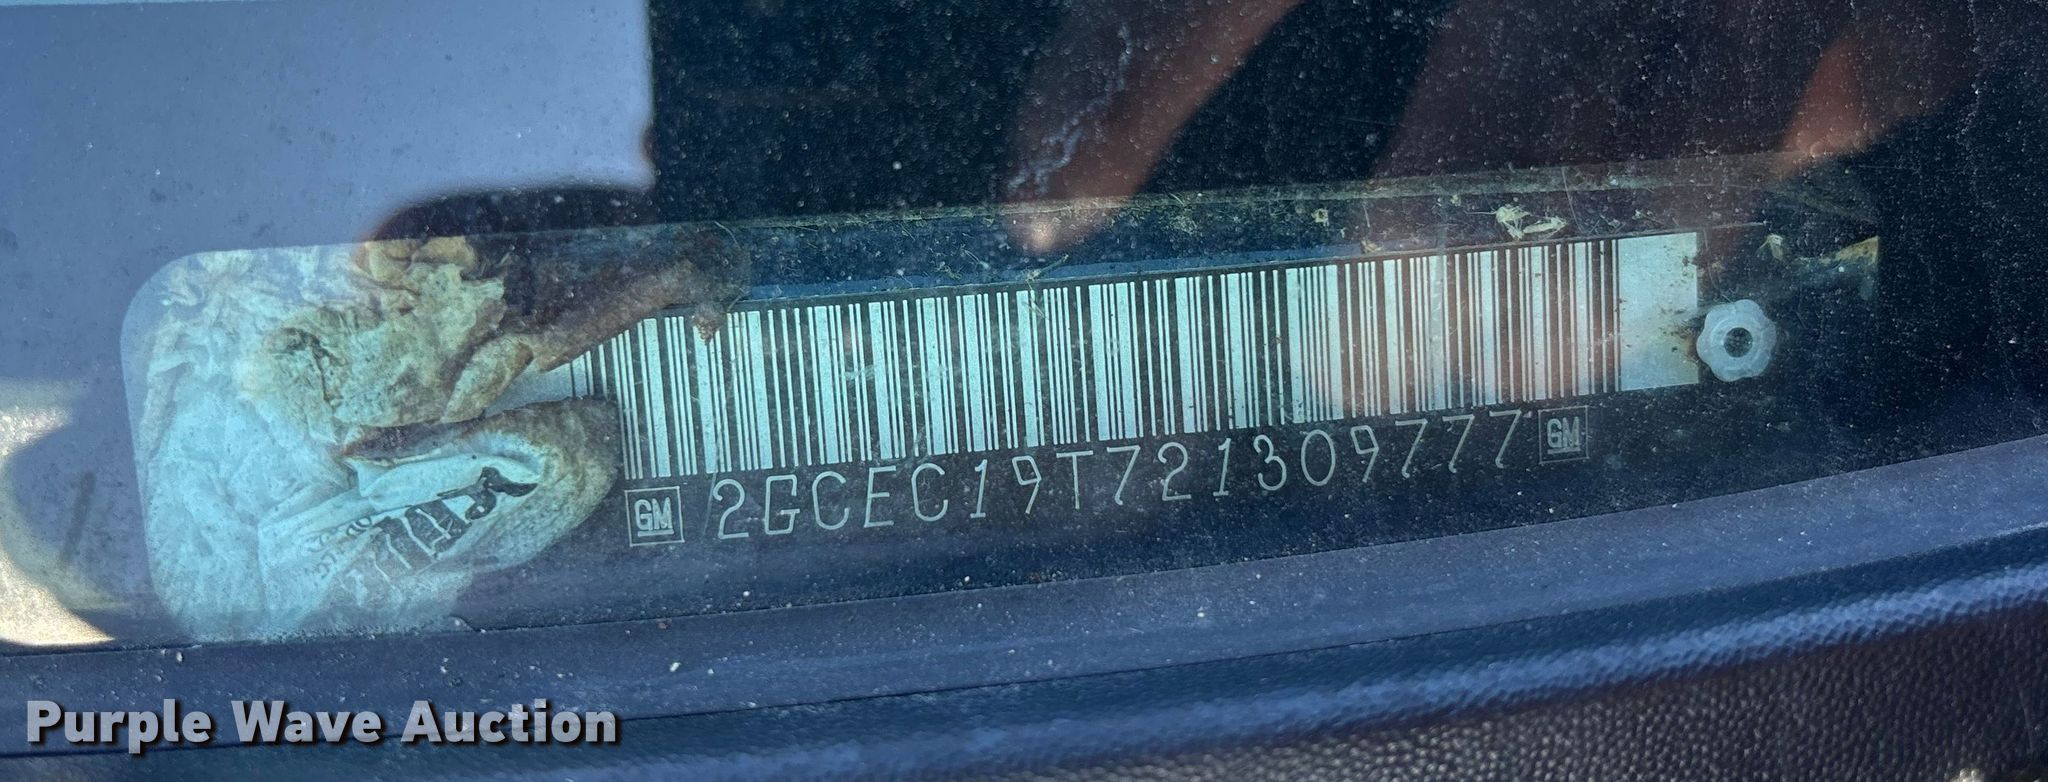 GM 2GCEC19T721309777 GM
Purple Wave Auction